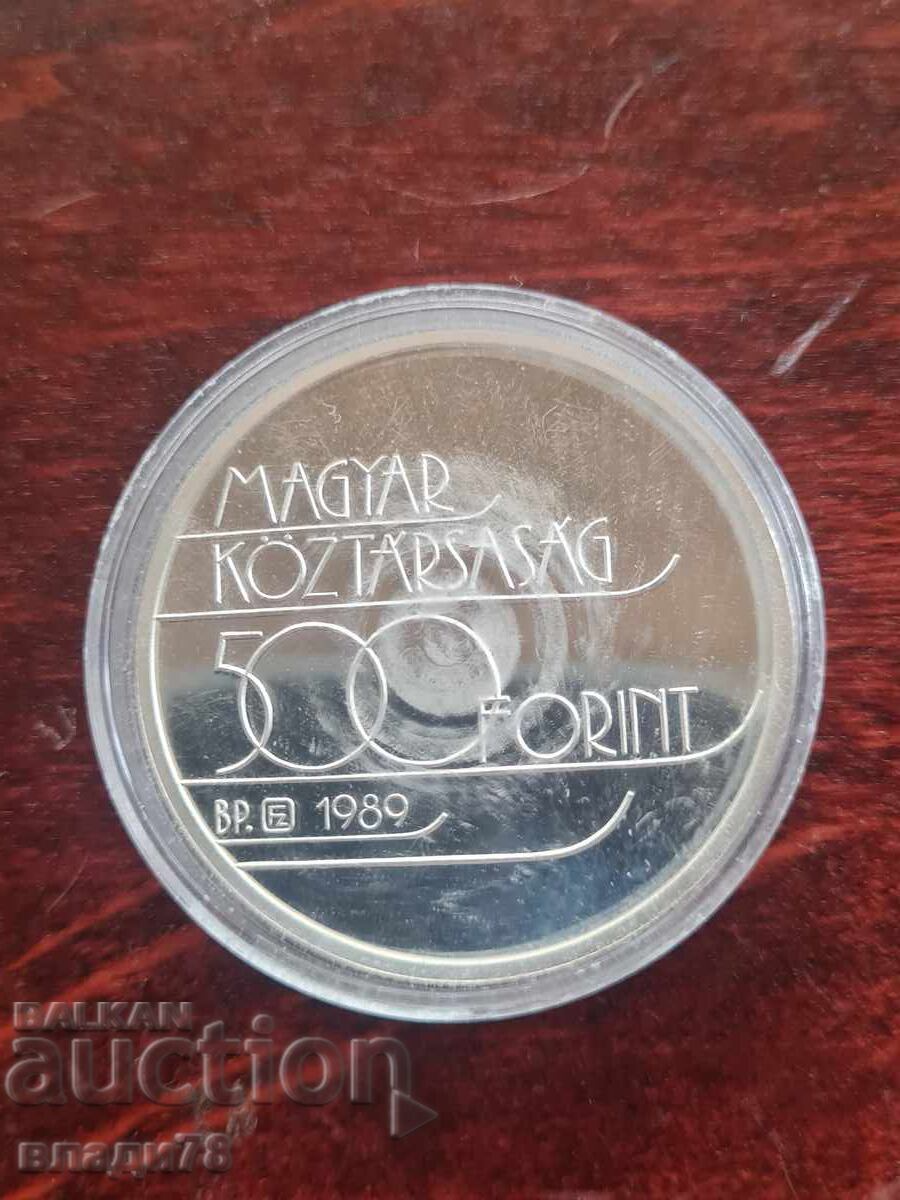 MAGYAR
KÖZTÁRSASÁG
500 FORINT
BP. 1989
BALKAN
auction
влади78